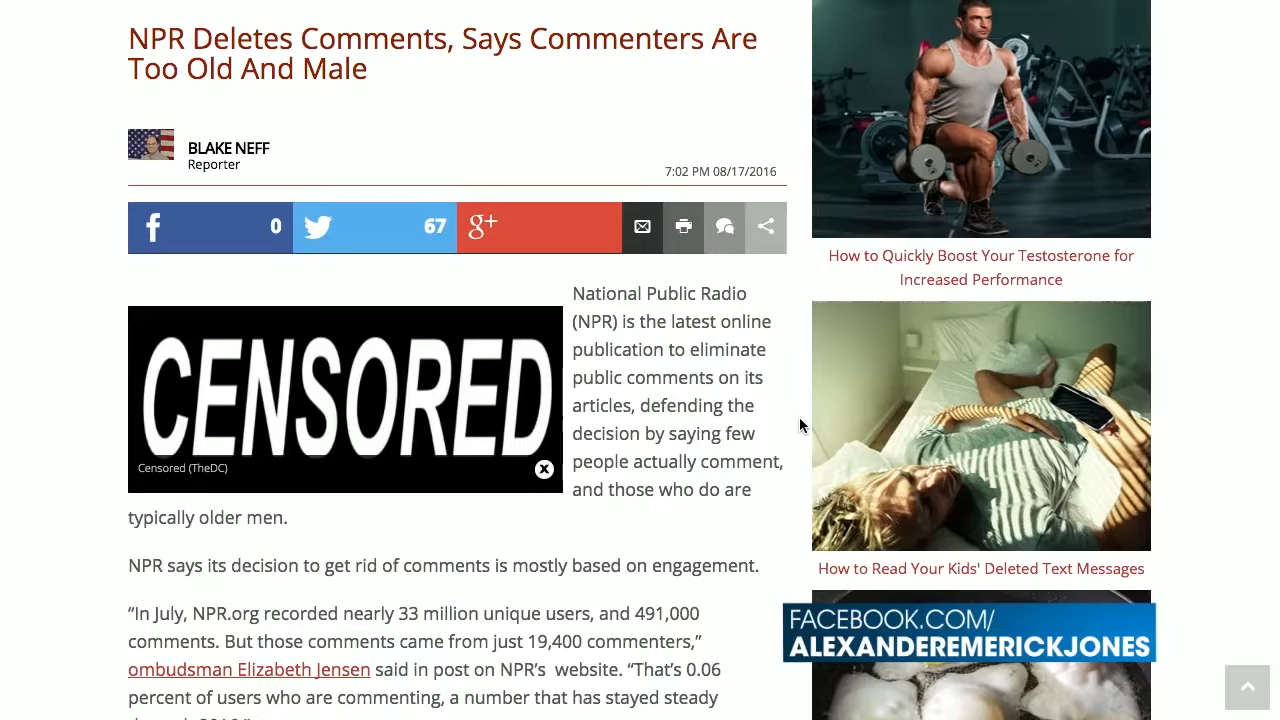 NPR Deletes Comments, Says Commenters Are
Too Old And Male
BLAKE NEFF
Reporter
7:02 PM 08/17/2016
f
0
67
g+
National Public Radio
(NPR) is the latest online
publication to eliminate
public comments on its
articles, defending the
decision by saying few
people actually comment,
and those who do are
CENSORED
Censored (TheDC)
typically older men.
NPR says its decision to get rid of comments is mostly based on engagement.
“In July, NPR.org recorded nearly 33 million unique users, and 491,000
comments. But those comments came from just 19,400 commenters,”
ombudsman Elizabeth Jensen said in post on NPR’s website. “That’s 0.06
percent of users who are commenting, a number that has stayed steady
How to Quickly Boost Your Testosterone for
Increased Performance
How to Read Your Kids' Deleted Text Messages
FACEBOOK.COM/
ALEXANDEREMERICKJONES